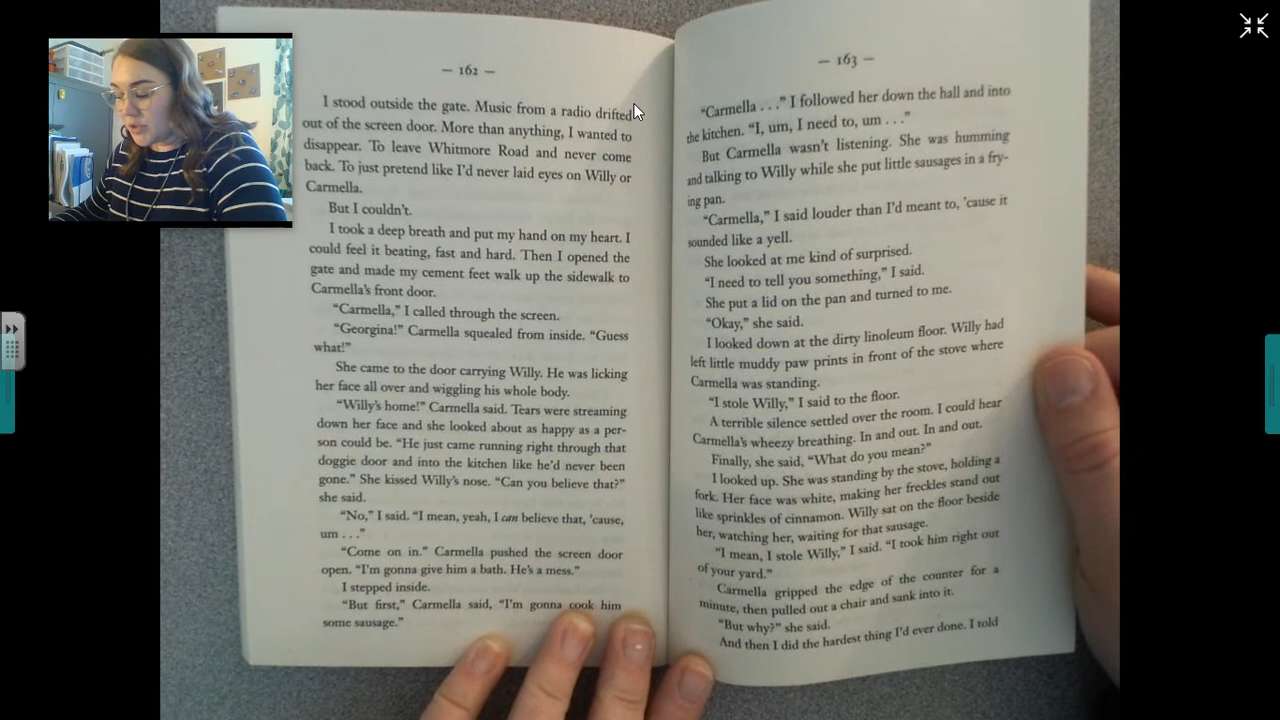 — 162 —
I stood outside the gate. Music from a radio drifted
out of the screen door. More than anything, I wanted to
disappear. To leave Whitmore Road and never come
back. To just pretend like I'd never laid eyes on Willy or
Carmella.
But I couldn't.
I took a deep breath and put my hand on my heart. I
could feel it beating, fast and hard. Then I opened the
gate and made my cement feet walk up the sidewalk to
Carmella's front door.
“Carmella,” I called through the screen.
“Georgina!” Carmella squealed from inside. “Guess
what!”
She came to the door carrying Willy. He was licking
her face all over and wiggling his whole body.
“Willy's home!” Carmella said. Tears were streaming
down her face and she looked about as happy as a per-
son could be. “He just came running right through that
doggie door and into the kitchen like he'd never been
gone.” She kissed Willy's nose. “Can you believe that?”
she said.
“No,” I said. “I mean, yeah, I can believe that, 'cause,
um . . .”
“Come on in.” Carmella pushed the screen door
open. “I'm gonna give him a bath. He's a mess.”
I stepped inside.
“But first,” Carmella said, “I'm gonna cook him
some sausage.”
— 163 —
“Carmella . . .” I followed her down the hall and into
the kitchen. “I, um, I need to, um . . .”
But Carmella wasn't listening. She was humming
and talking to Willy while she put little sausages in a fry-
ing pan.
“Carmella,” I said louder than I'd meant to, 'cause it
sounded like a yell.
She looked at me kind of surprised.
“I need to tell you something,” I said.
She put a lid on the pan and turned to me.
“Okay,” she said.
I looked down at the dirty linoleum floor. Willy had
left little muddy paw prints in front of the stove where
Carmella was standing.
“I stole Willy,” I said to the floor.
A terrible silence settled over the room. I could hear
Carmella's wheezy breathing. In and out. In and out.
Finally, she said, “What do you mean?”
I looked up. She was standing by the stove, holding a
fork. Her face was white, making her freckles stand out
like sprinkles of cinnamon. Willy sat on the floor beside
her, watching her, waiting for that sausage.
“I mean, I stole Willy,” I said. “I took him right out
of your yard.”
Carmella gripped the edge of the counter for a
minute, then pulled out a chair and sank into it.
“But why?” she said.
And then I did the hardest thing I'd ever done. I told